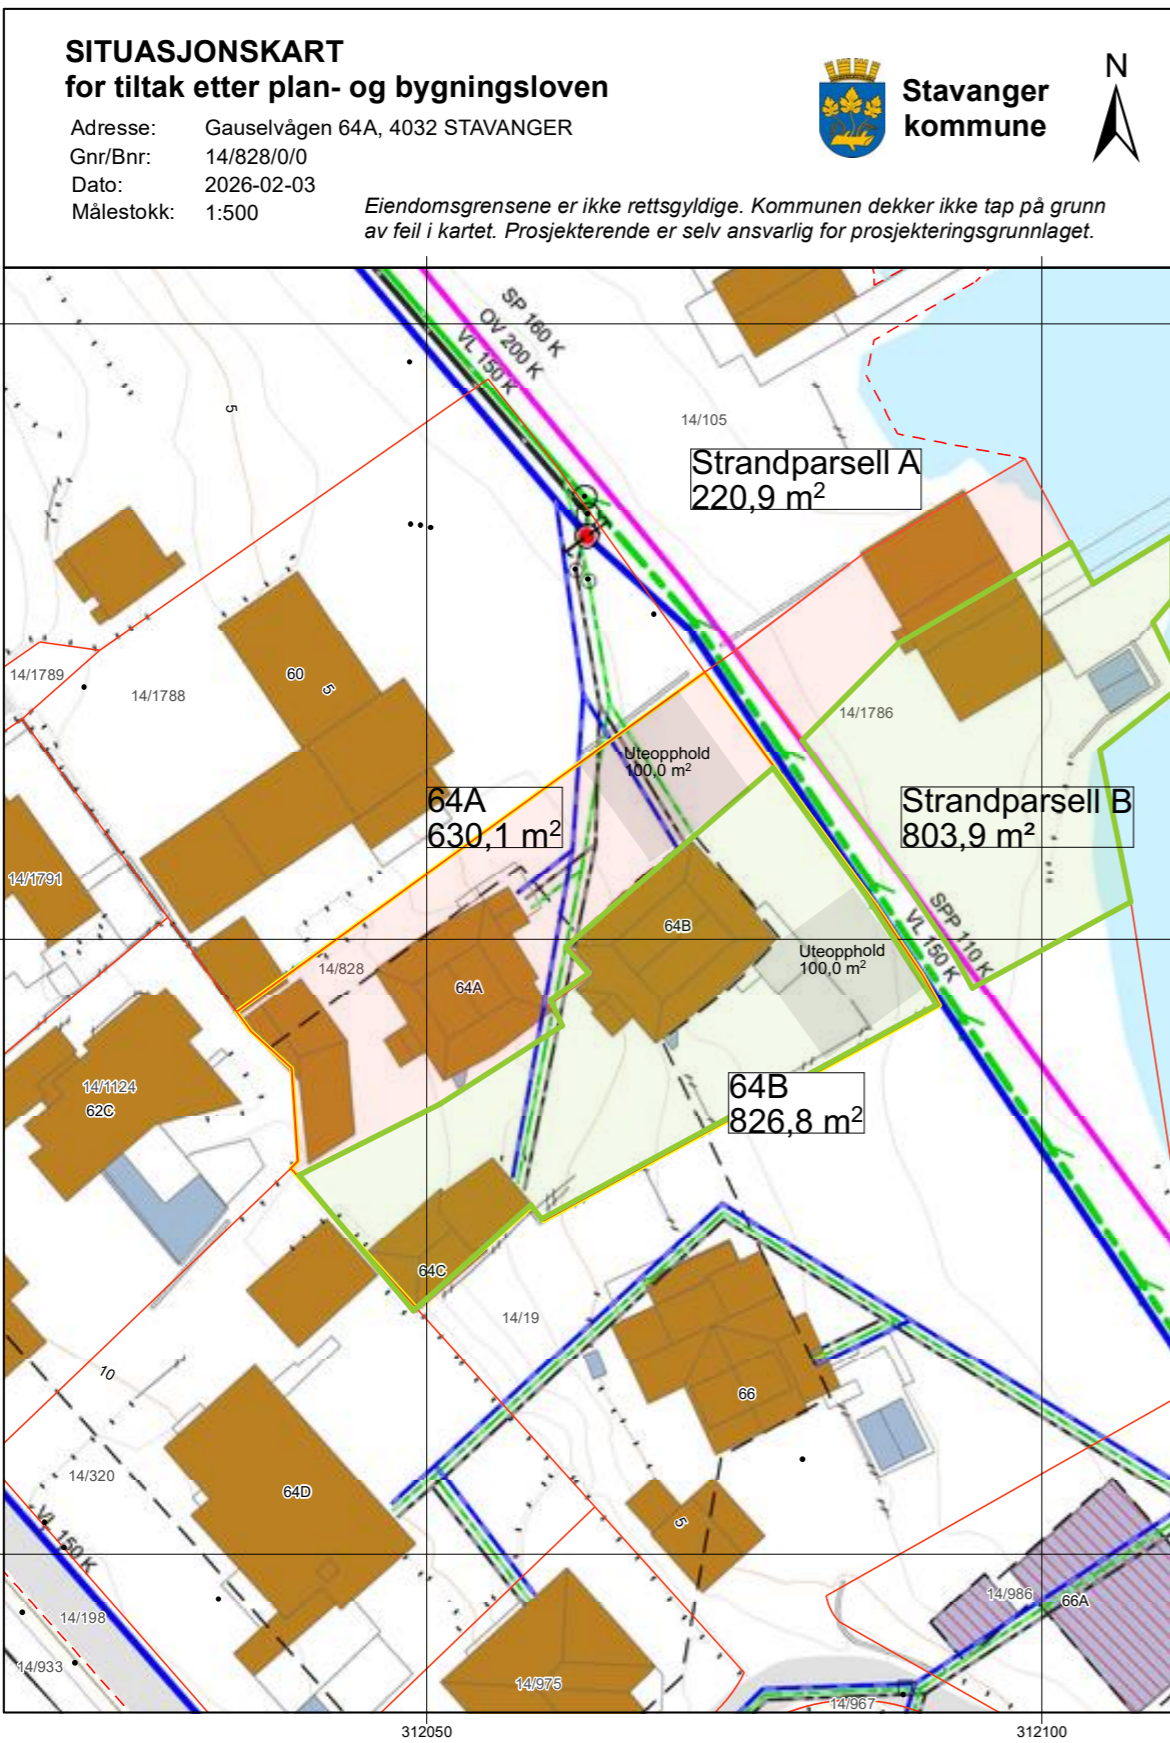 SITUASJONSKART
for tiltak etter plan- og bygningsloven
Adresse: Gauselvågen 64A, 4032 STAVANGER
Gnr/Bnr: 14/828/0/0
Dato: 2026-02-03
Målestokk: 1:500
Stavanger
kommune
N
Eiendomsgrensene er ikke rettsgyldige. Kommunen dekker ikke tap på grunn
av feil i kartet. Prosjekterende er selv ansvarlig for prosjekteringsgrunnlaget.
SP 160 K
OV 200 K
VL 150 K
5
14/105
Strandparsell A
220,9 m²
14/1789
14/1788
60
5
14/1786
Uteopphold
100,0 m²
64A
630,1 m²
Strandparsell B
803,9 m²
14/1791
64B
SPP 110 K
VL 150 K
Uteopphold
100,0 m²
14/828
64A
14/1124
62C
64B
826,8 m²
64C
14/19
10
66
14/320
64D
VL 150 K
5
14/986
66A
14/198
14/933
14/975
14/967
312050
312100